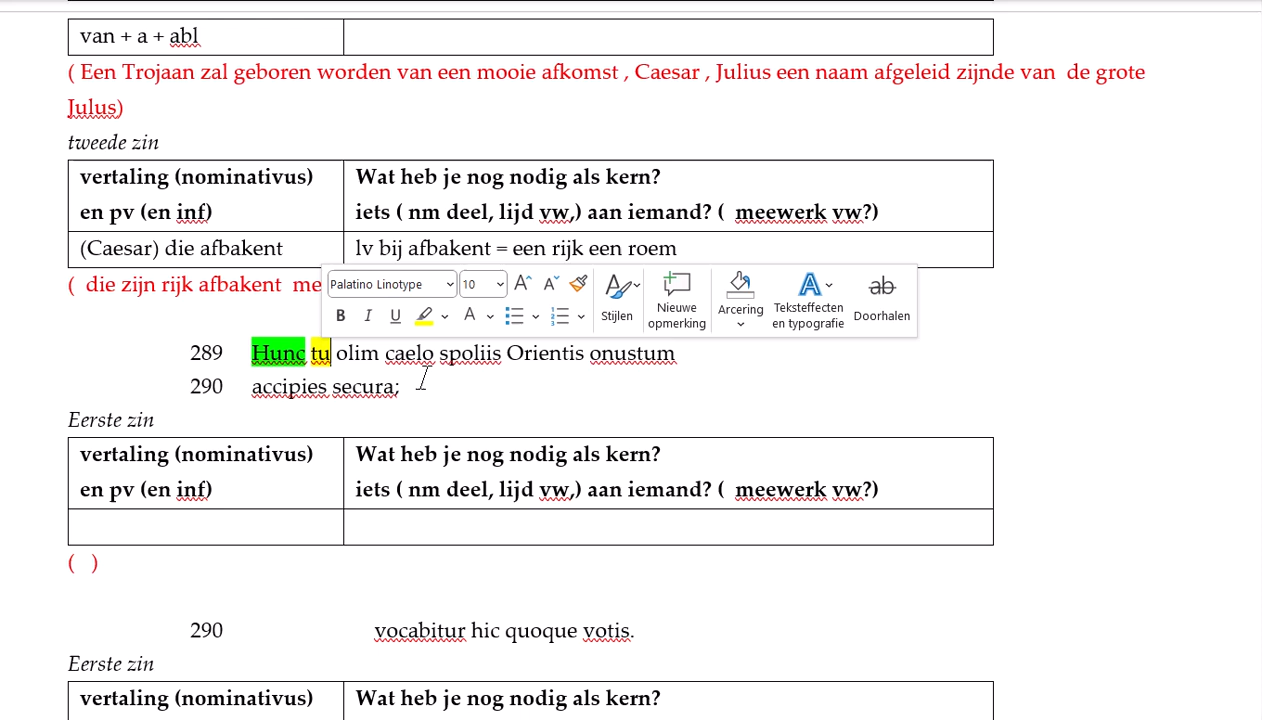 van + a + abl
( Een Trojaan zal geboren worden van een mooie afkomst , Caesar , Julius een naam afgeleid zijnde van  de grote
Julus)
tweede zin
vertaling (nominativus)
en pv (en inf)
Wat heb je nog nodig als kern?
iets ( nm deel, lijd vw,) aan iemand? (  meewerk vw?)
(Caesar) die afbakent
lv bij afbakent = een rijk een roem
(  die zijn rijk afbakent  me
Palatino Linotype
10
B I U
A
Stijlen
Nieuwe
opmerking
Arcering
Teksteffecten
en typografie
ab
Doorhalen
289 Hunc tu olim caelo spoliis Orientis onustum
290 accipies secura;
Eerste zin
vertaling (nominativus)
en pv (en inf)
Wat heb je nog nodig als kern?
iets ( nm deel, lijd vw,) aan iemand? (  meewerk vw?)
(   )
290 vocabitur hic quoque votis.
Eerste zin
vertaling (nominativus)
Wat heb je nog nodig als kern?